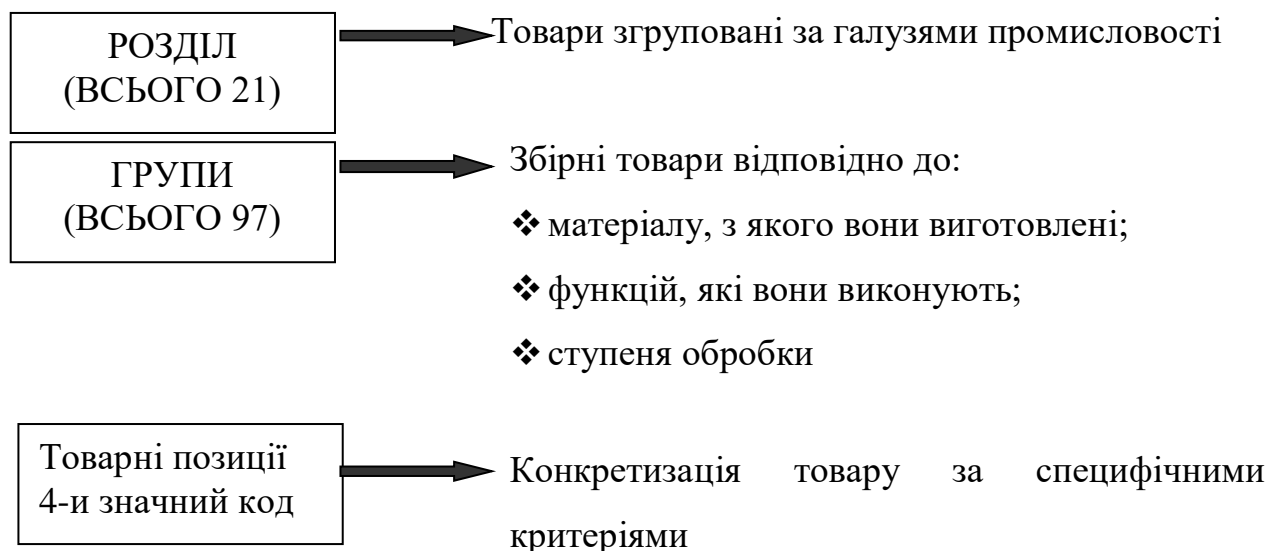 РОЗДІЛ
(ВСЬОГО 21)
Товари згруповані за галузями промисловості
ГРУПИ
(ВСЬОГО 97)
Збірні товари відповідно до:
❖ матеріалу, з якого вони виготовлені;
❖ функцій, які вони виконують;
❖ ступеня обробки
Товарні позиції
4-и значний код
Конкретизація товару за специфічними
критеріями